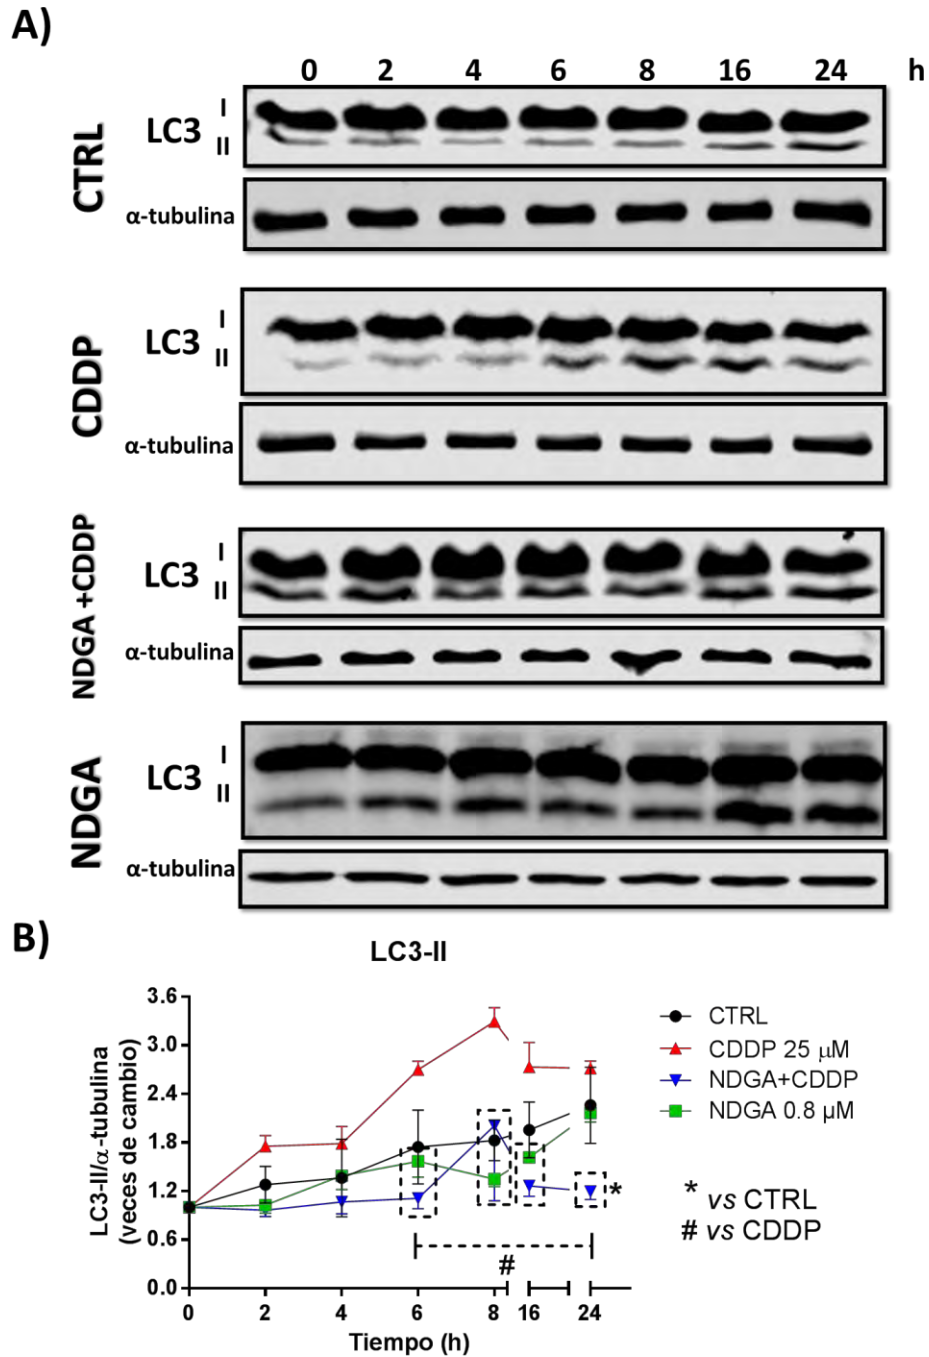 A)
0 2 4 6 8 16 24 h
CTRL
LC3
I
II
α-tubulina
CDDP
LC3
I
II
α-tubulina
NDGA +CDDP
LC3
I
II
α-tubulina
NDGA
LC3
I
II
α-tubulina
B)
LC3-II
LC3-II/α-tubulina
(veces de cambio)
3.6
3.0
2.4
1.8
1.2
0.6
0.0
0 2 4 6 8 16 24
Tiempo (h)
*
#
CTRL
CDDP 25 µM
NDGA+CDDP
NDGA 0.8 µM
* vs CTRL
# vs CDDP